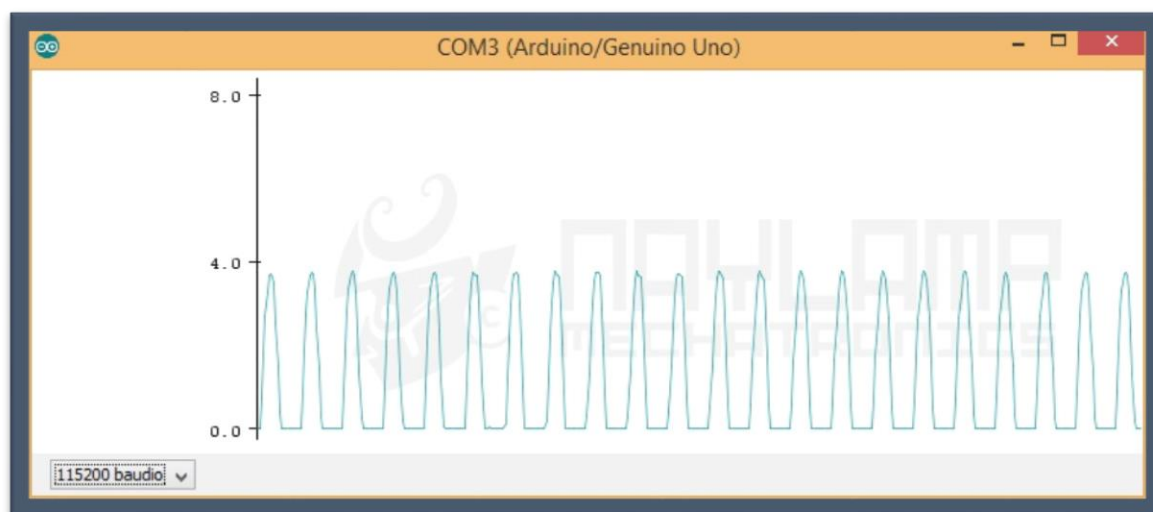 COM3 (Arduino/Genuino Uno)
8.0
4.0
NAYLAMP
MECHATRONICS
0.0
115200 baudio